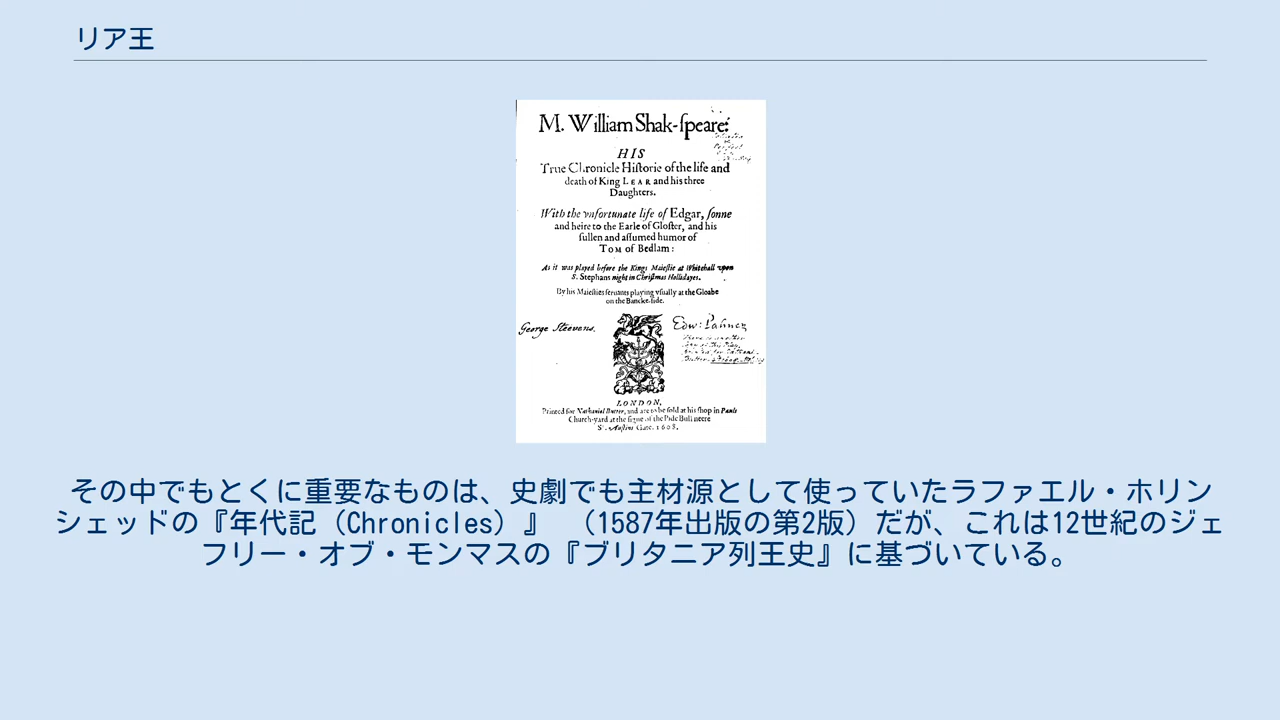 リア王
M. William Shak-ſpeare:
HIS
True Chronicle Hiſtorie of the life and
death of King LEAR and his three
Daughters.
With the vnfortunate life of Edgar, ſonne
and heire to the Earle of Gloſter, and his
ſullen and aſſumed humor of
TOM of Bedlam:
As it was played before the Kings Maieſtie at Whitehall vpon
S. Stephans night in Chriſtmas Hollidayes.
By his Maieſties ſeruants playing vſually at the Gloabe
on the Bancke-ſide.
George Steevens.
LONDON,
Printed for Nathaniel Butter, and are to be ſold at his ſhop in Pauls
Church-yard at the ſigne of the Pide Bull neere
St. Auſtins Gate. 1608.
その中でもとくに重要なものは、史劇でも主材源として使っていたラファエル・ホリン
シェッドの『年代記（Chronicles）』 （1587年出版の第2版）だが、これは12世紀のジェ
フリー・オブ・モンマスの『ブリタニア列王史』に基づいている。